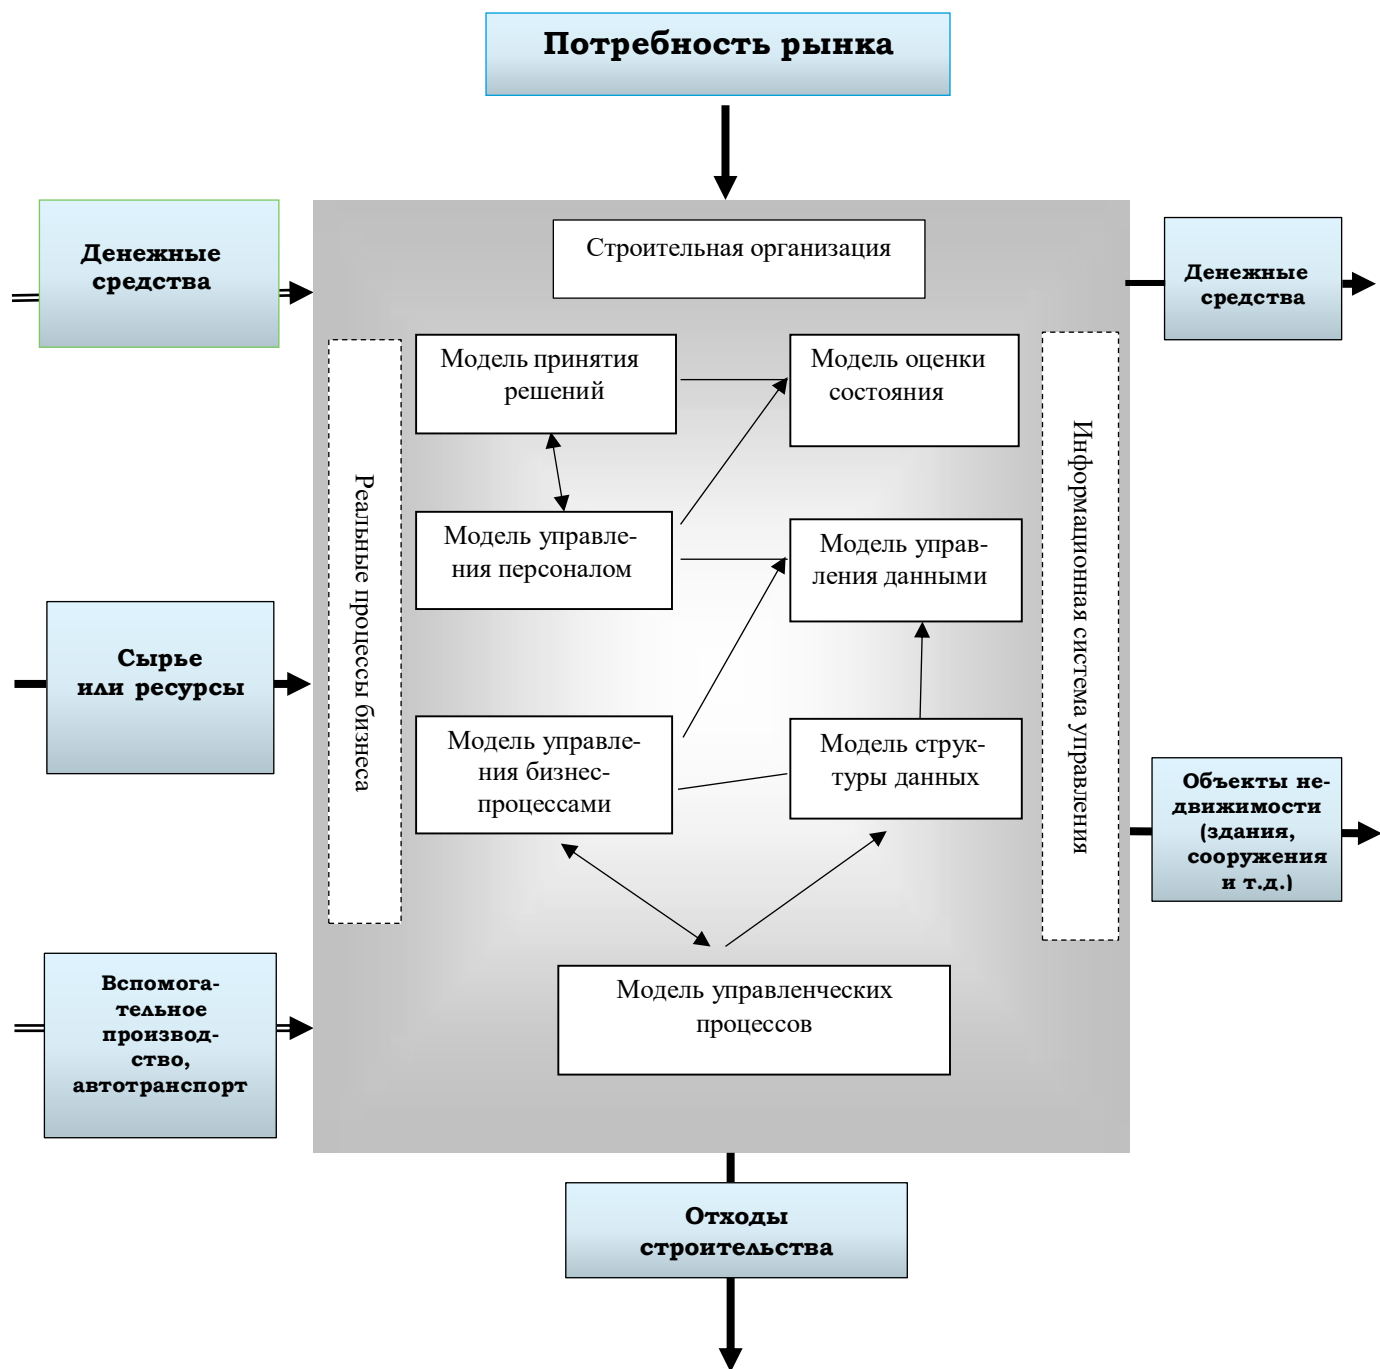 Потребность рынка
Денежные
средства
Строительная организация
Денежные
средства
Модель принятия
решений
Модель оценки
состояния
Реальные процессы бизнеса
Информационная система управления
Модель управле-
ния персоналом
Модель управ-
ления данными
Сырье
или ресурсы
Модель управле-
ния бизнес-
процессами
Модель струк-
туры данных
Объекты не-
движимости
(здания,
сооружения
и т.д.)
Вспомога-
тельное
производ-
ство,
автотранспорт
Модель управленческих
процессов
Отходы
строительства